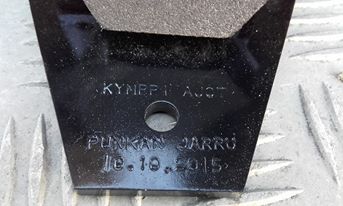 KYMPPI AJOT
PUNKAN JARRU
10.10.2015